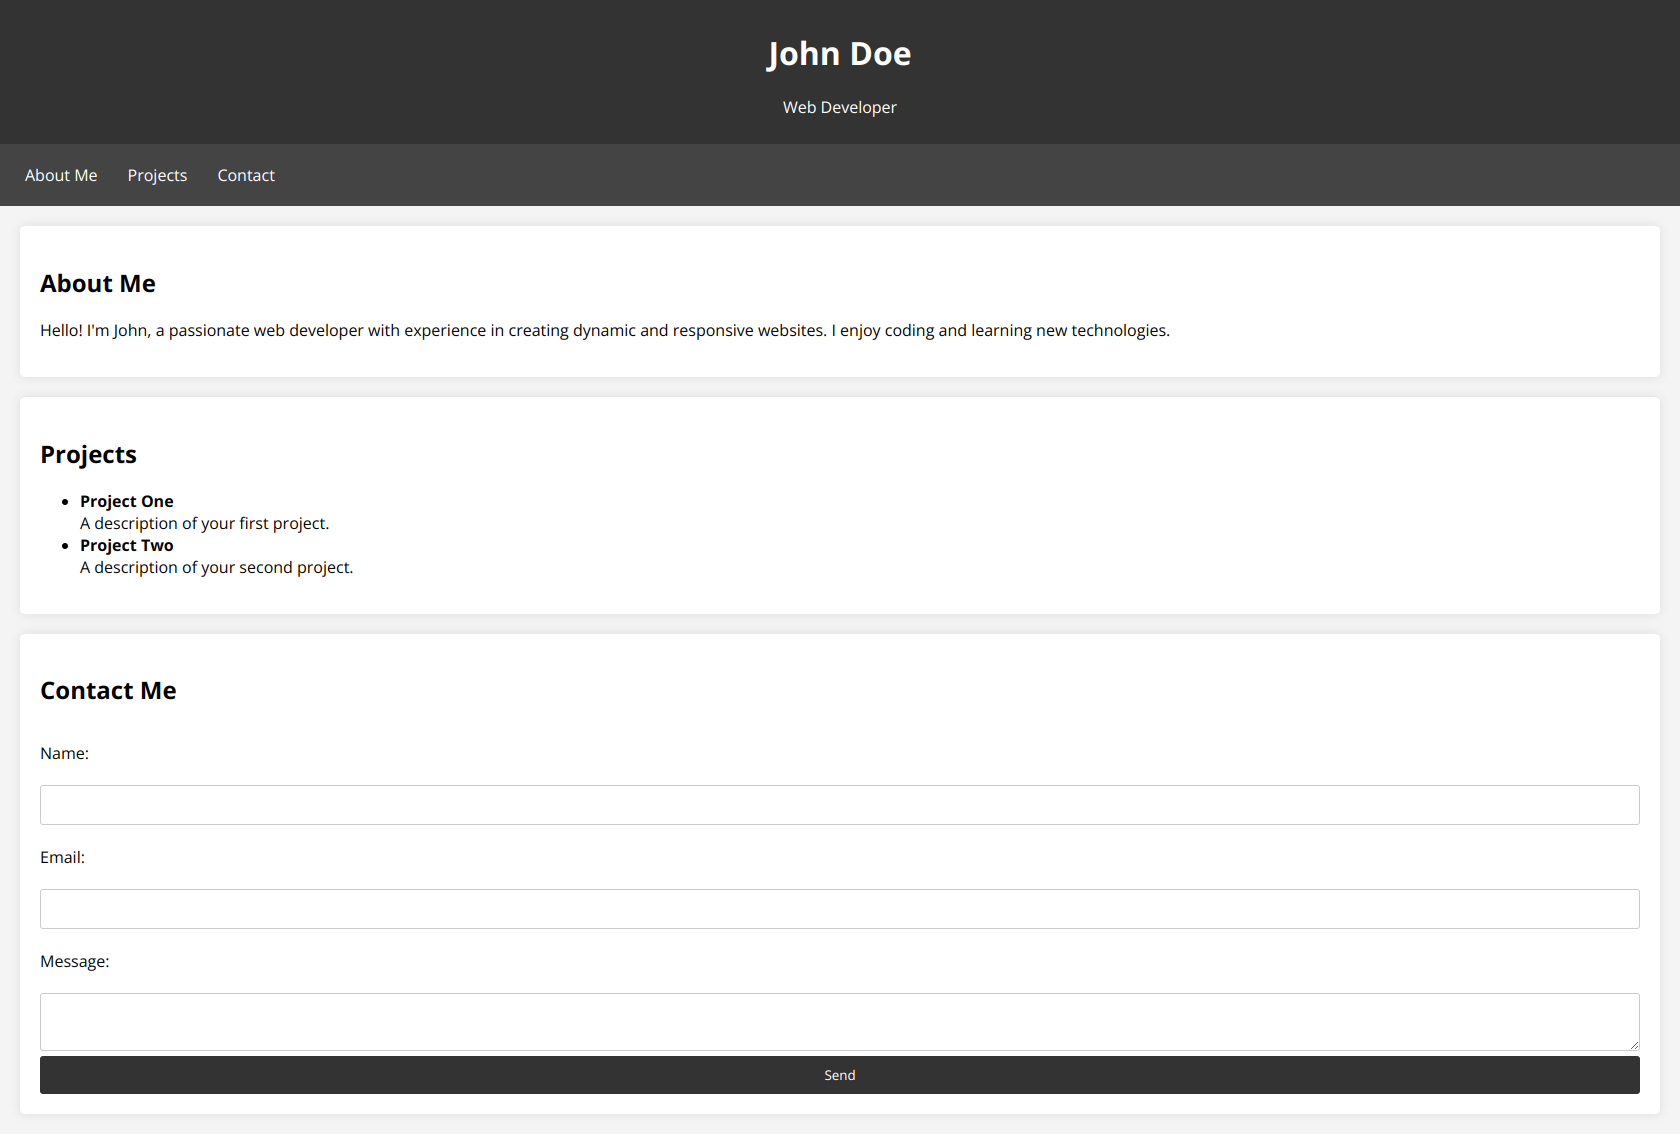 John Doe
Web Developer
About Me Projects Contact
About Me
Hello! I'm John, a passionate web developer with experience in creating dynamic and responsive websites. I enjoy coding and learning new technologies.
Projects
Project One
A description of your first project.
Project Two
A description of your second project.
Contact Me
Name:
Email:
Message:
Send